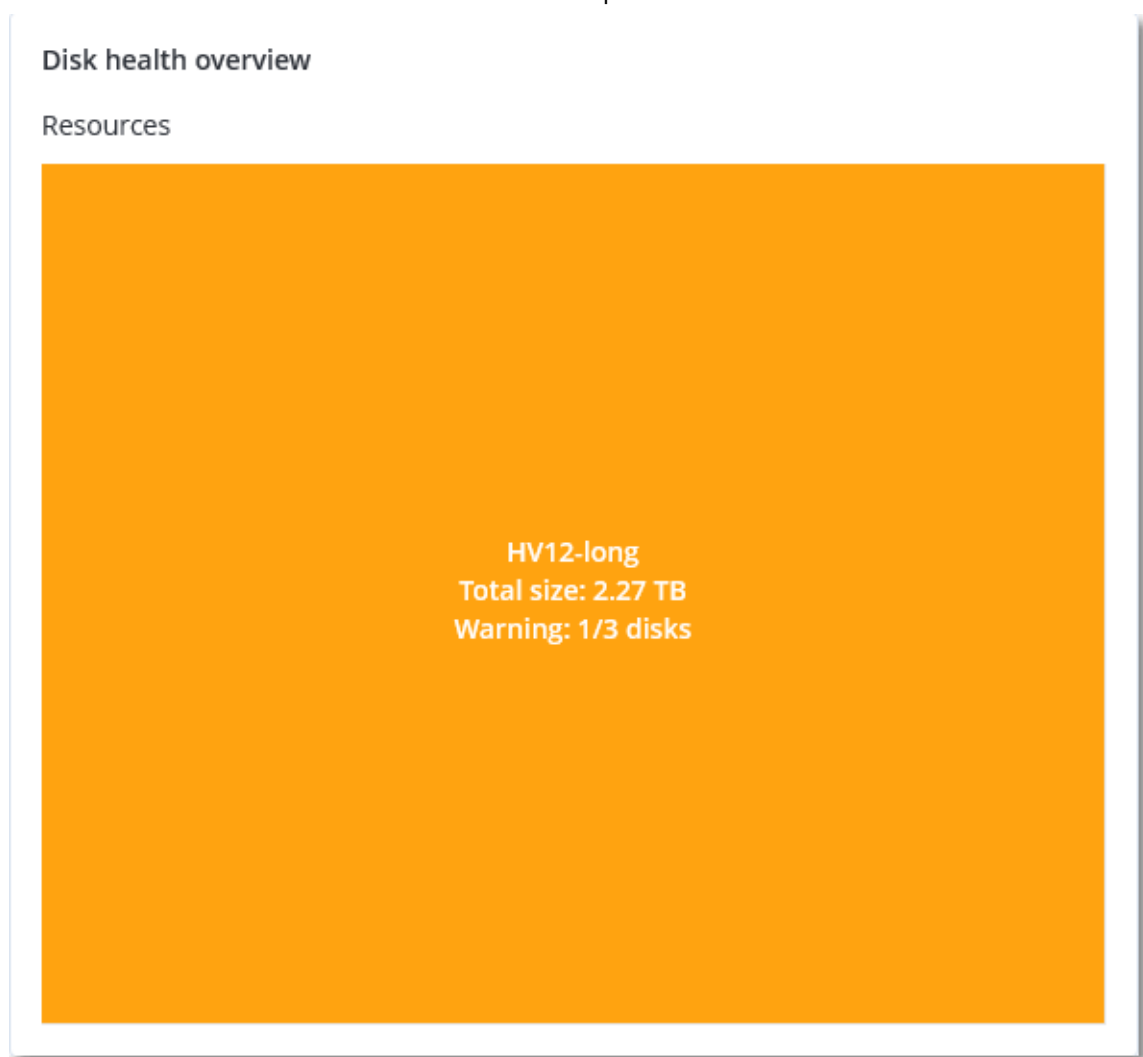 Disk health overview
Resources
HV12-long
Total size: 2.27 TB
Warning: 1/3 disks